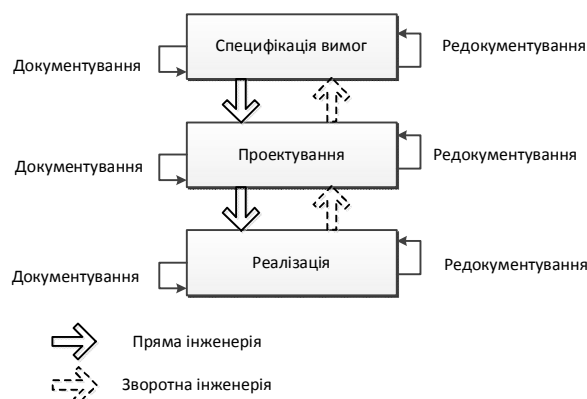 Специфікація вимог
Документування
Редокументування
Проектування
Документування
Редокументування
Реалізація
Документування
Редокументування
Пряма інженерія
Зворотна інженерія